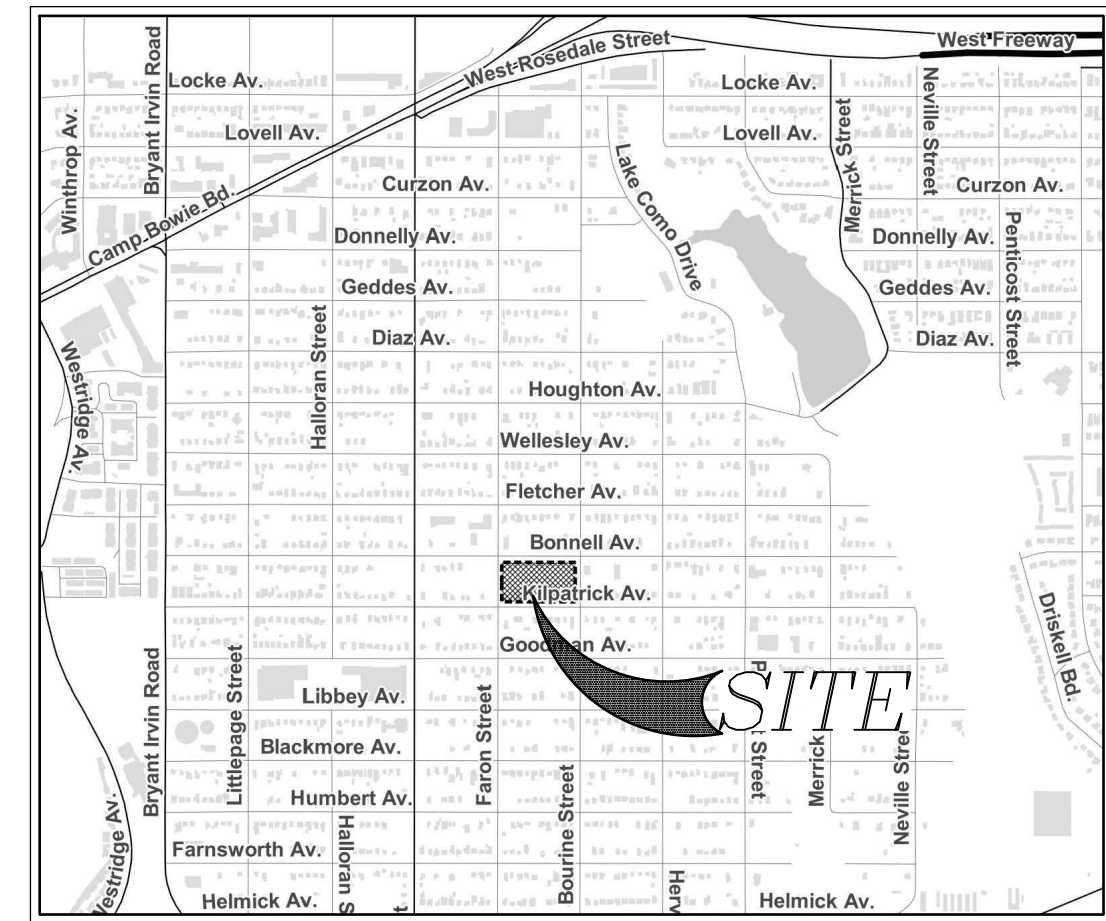 West Freeway
West Rosedale Street
Locke Av.
Locke Av.
Bryant Irvin Road
Winthrop Av.
Lovell Av.
Lovell Av.
Merrick Street
Neville Street
Lake Como Drive
Curzon Av.
Curzon Av.
Camp Bowie Bd.
Donnelly Av.
Donnelly Av.
Penticost Street
Geddes Av.
Geddes Av.
Halloran Street
Diaz Av.
Diaz Av.
Westridge Av.
Houghton Av.
Wellesley Av.
Fletcher Av.
Bonnell Av.
Kilpatrick Av.
Driskell Bd.
Goodman Av.
SITE
Bryant Irvin Road
Littlepage Street
Libbey Av.
Faron Street
Street
Merrick
Neville Street
Blackmore Av.
Humbert Av.
Bourine Street
Westridge Av.
Halloran S
Farnsworth Av.
Helmick Av.
Herv
Helmick Av.